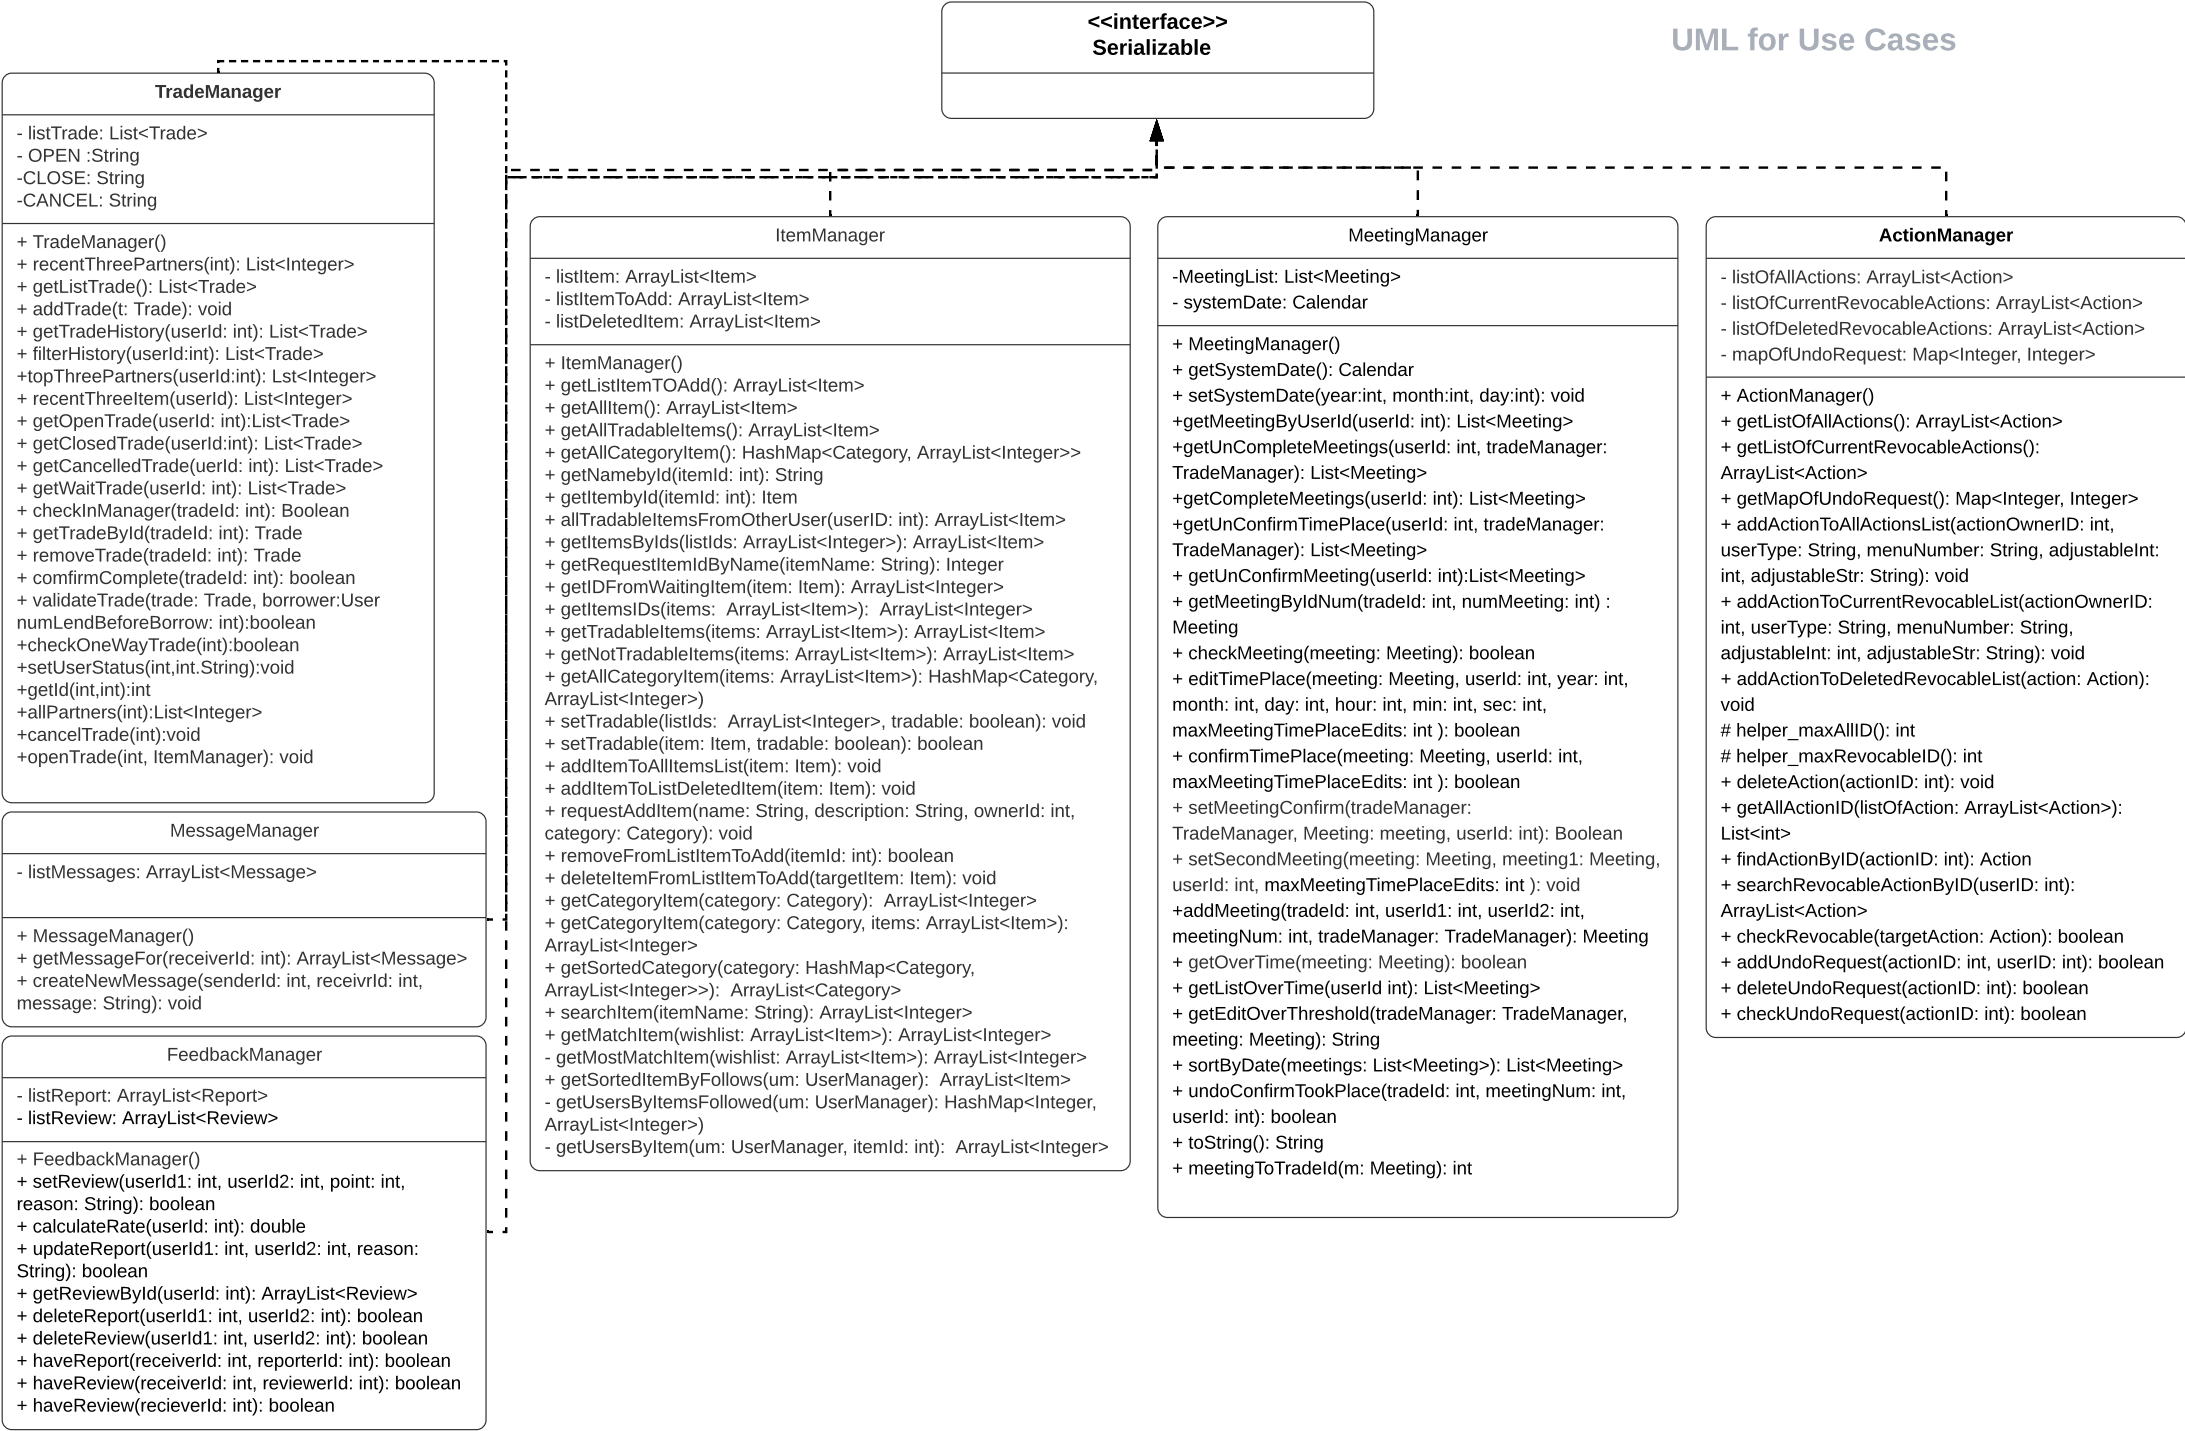 <<interface>>
Serializable
UML for Use Cases
TradeManager
- listTrade: List<Trade>
- OPEN :String
-CLOSE: String
-CANCEL: String
+ TradeManager()
+ recentThreePartners(int): List<Integer>
+ getListTrade(): List<Trade>
+ addTrade(t: Trade): void
+ getTradeHistory(userId: int): List<Trade>
+ filterHistory(userId:int): List<Trade>
+topThreePartners(userId:int): Lst<Integer>
+ recentThreeItem(userId): List<Integer>
+ getOpenTrade(userId: int):List<Trade>
+ getClosedTrade(userId:int): List<Trade>
+ getCancelledTrade(uerId: int): List<Trade>
+ getWaitTrade(userId: int): List<Trade>
+ checkInManager(tradeId: int): Boolean
+ getTradeById(tradeId: int): Trade
+ removeTrade(tradeId: int): Trade
+ comfirmComplete(tradeId: int): boolean
+ validateTrade(trade: Trade, borrower:User
numLendBeforeBorrow: int):boolean
+checkOneWayTrade(int):boolean
+setUserStatus(int,int.String):void
+getId(int,int):int
+allPartners(int):List<Integer>
+cancelTrade(int):void
+openTrade(int, ItemManager): void
MessageManager
- listMessages: ArrayList<Message>
+ MessageManager()
+ getMessageFor(receiverId: int): ArrayList<Message>
+ createNewMessage(senderId: int, receivrId: int,
message: String): void
FeedbackManager
- listReport: ArrayList<Report>
- listReview: ArrayList<Review>
+ FeedbackManager()
+ setReview(userId1: int, userId2: int, point: int,
reason: String): boolean
+ calculateRate(userId: int): double
+ updateReport(userId1: int, userId2: int, reason:
String): boolean
+ getReviewById(userId: int): ArrayList<Review>
+ deleteReport(userId1: int, userId2: int): boolean
+ deleteReview(userId1: int, userId2: int): boolean
+ haveReport(receiverId: int, reporterId: int): boolean
+ haveReview(receiverId: int, reviewerId: int): boolean
+ haveReview(recieverId: int): boolean
ItemManager
- listItem: ArrayList<Item>
- listItemToAdd: ArrayList<Item>
- listDeletedItem: ArrayList<Item>
+ ItemManager()
+ getListItemTOAdd(): ArrayList<Item>
+ getAllItem(): ArrayList<Item>
+ getAllTradableItems(): ArrayList<Item>
+ getAllCategoryItem(): HashMap<Category, ArrayList<Integer>>
+ getNamebyId(itemId: int): String
+ getItembyId(itemId: int): Item
+ allTradableItemsFromOtherUser(userID: int): ArrayList<Item>
+ getItemsByIds(listIds: ArrayList<Integer>): ArrayList<Item>
+ getRequestItemIdByName(itemName: String): Integer
+ getIDFromWaitingItem(item: Item): ArrayList<Integer>
+ getItemsIDs(items:  ArrayList<Item>):  ArrayList<Integer>
+ getTradableItems(items: ArrayList<Item>): ArrayList<Item>
+ getNotTradableItems(items: ArrayList<Item>): ArrayList<Item>
+ getAllCategoryItem(items: ArrayList<Item>): HashMap<Category,
ArrayList<Integer>)
+ setTradable(listIds:  ArrayList<Integer>, tradable: boolean): void
+ setTradable(item: Item, tradable: boolean): boolean
+ addItemToAllItemsList(item: Item): void
+ addItemToListDeletedItem(item: Item): void
+ requestAddItem(name: String, description: String, ownerId: int,
category: Category): void
+ removeFromListItemToAdd(itemId: int): boolean
+ deleteItemFromListItemToAdd(targetItem: Item): void
+ getCategoryItem(category: Category):  ArrayList<Integer>
+ getCategoryItem(category: Category, items: ArrayList<Item>):
ArrayList<Integer>
+ getSortedCategory(category: HashMap<Category,
ArrayList<Integer>>):  ArrayList<Category>
+ searchItem(itemName: String): ArrayList<Integer>
+ getMatchItem(wishlist: ArrayList<Item>): ArrayList<Integer>
- getMostMatchItem(wishlist: ArrayList<Item>): ArrayList<Integer>
+ getSortedItemByFollows(um: UserManager):  ArrayList<Item>
- getUsersByItemsFollowed(um: UserManager): HashMap<Integer,
ArrayList<Integer>)
- getUsersByItem(um: UserManager, itemId: int):  ArrayList<Integer>
MeetingManager
-MeetingList: List<Meeting>
- systemDate: Calendar
+ MeetingManager()
+ getSystemDate(): Calendar
+ setSystemDate(year:int, month:int, day:int): void
+getMeetingByUserId(userId: int): List<Meeting>
+getUnCompleteMeetings(userId: int, tradeManager:
TradeManager): List<Meeting>
+getCompleteMeetings(userId: int): List<Meeting>
+getUnConfirmTimePlace(userId: int, tradeManager:
TradeManager): List<Meeting>
+ getUnConfirmMeeting(userId: int):List<Meeting>
+ getMeetingByIdNum(tradeId: int, numMeeting: int) :
Meeting
+ checkMeeting(meeting: Meeting): boolean
+ editTimePlace(meeting: Meeting, userId: int, year: int,
month: int, day: int, hour: int, min: int, sec: int,
maxMeetingTimePlaceEdits: int ): boolean
+ confirmTimePlace(meeting: Meeting, userId: int,
maxMeetingTimePlaceEdits: int ): boolean
+ setMeetingConfirm(tradeManager:
TradeManager, Meeting: meeting, userId: int): Boolean
+ setSecondMeeting(meeting: Meeting, meeting1: Meeting,
userId: int, maxMeetingTimePlaceEdits: int ): void
+addMeeting(tradeId: int, userId1: int, userId2: int,
meetingNum: int, tradeManager: TradeManager): Meeting
+ getOverTime(meeting: Meeting): boolean
+ getListOverTime(userId int): List<Meeting>
+ getEditOverThreshold(tradeManager: TradeManager,
meeting: Meeting): String
+ sortByDate(meetings: List<Meeting>): List<Meeting>
+ undoConfirmTookPlace(tradeId: int, meetingNum: int,
userId: int): boolean
+ toString(): String
+ meetingToTradeId(m: Meeting): int
ActionManager
- listOfAllActions: ArrayList<Action>
- listOfCurrentRevocableActions: ArrayList<Action>
- listOfDeletedRevocableActions: ArrayList<Action>
- mapOfUndoRequest: Map<Integer, Integer>
+ ActionManager()
+ getListOfAllActions(): ArrayList<Action>
+ getListOfCurrentRevocableActions():
ArrayList<Action>
+ getMapOfUndoRequest(): Map<Integer, Integer>
+ addActionToAllActionsList(actionOwnerID: int,
userType: String, menuNumber: String, adjustableInt:
int, adjustableStr: String): void
+ addActionToCurrentRevocableList(actionOwnerID:
int, userType: String, menuNumber: String,
adjustableInt: int, adjustableStr: String): void
+ addActionToDeletedRevocableList(action: Action):
void
# helper_maxAllID(): int
# helper_maxRevocableID(): int
+ deleteAction(actionID: int): void
+ getAllActionID(listOfAction: ArrayList<Action>):
List<int>
+ findActionByID(actionID: int): Action
+ searchRevocableActionByID(userID: int):
ArrayList<Action>
+ checkRevocable(targetAction: Action): boolean
+ addUndoRequest(actionID: int, userID: int): boolean
+ deleteUndoRequest(actionID: int): boolean
+ checkUndoRequest(actionID: int): boolean